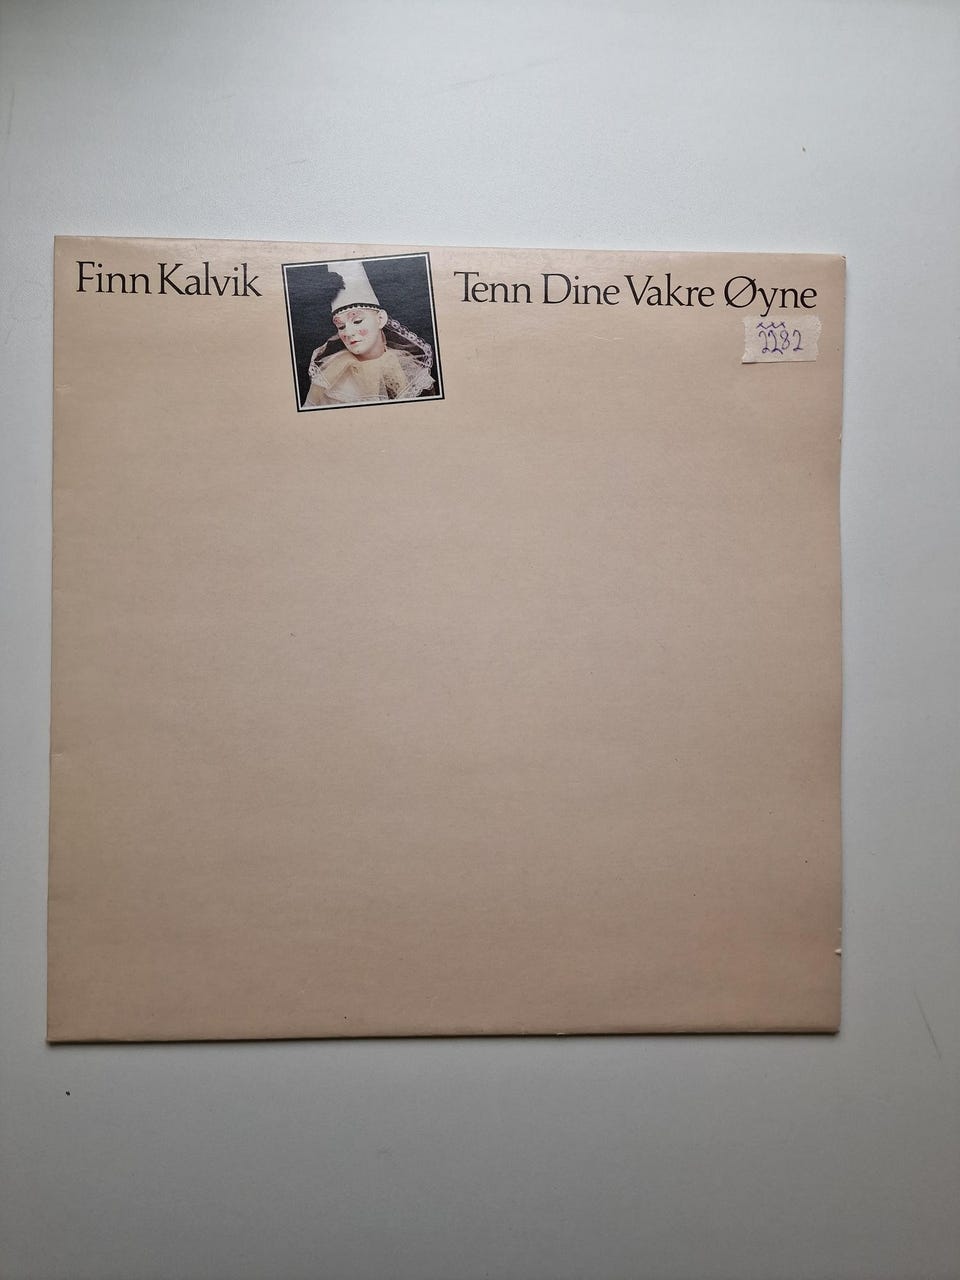 Finn Kalvik
Tenn Dine Vakre Øyne
2282